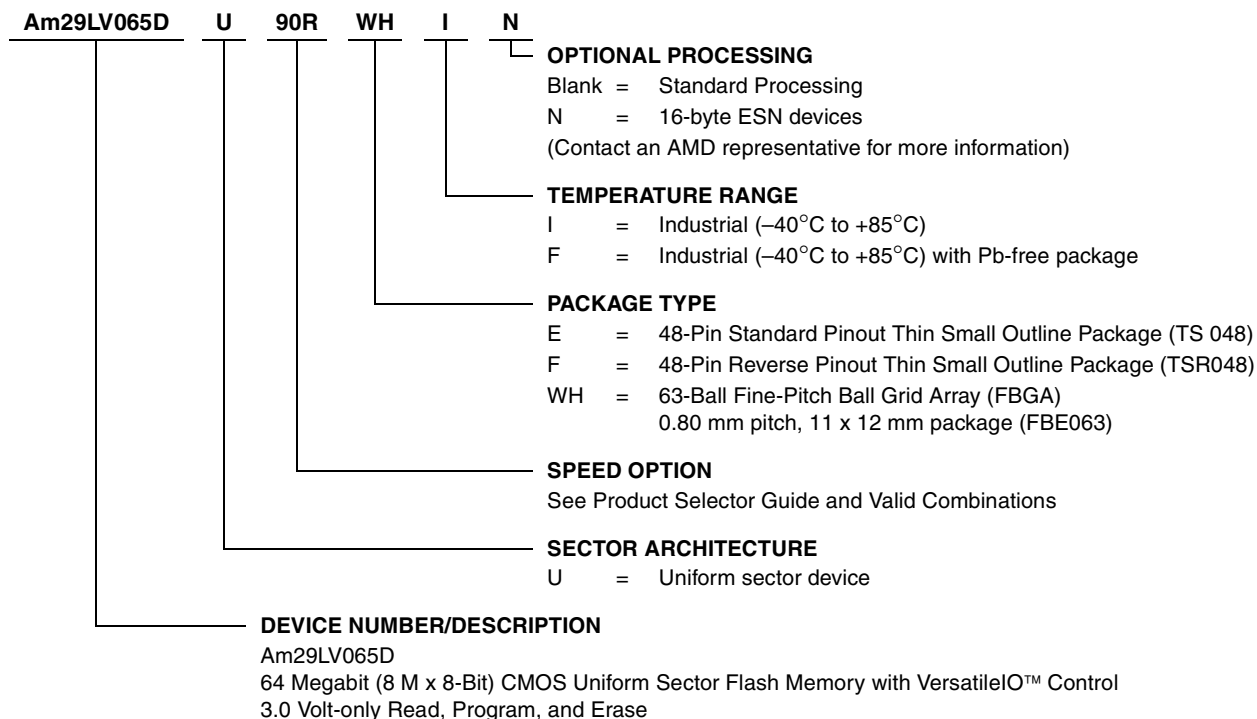 Am29LV065D U 90R WH I N
OPTIONAL PROCESSING
Blank = Standard Processing
N = 16-byte ESN devices
(Contact an AMD representative for more information)
TEMPERATURE RANGE
I = Industrial (–40°C to +85°C)
F = Industrial (–40°C to +85°C) with Pb-free package
PACKAGE TYPE
E = 48-Pin Standard Pinout Thin Small Outline Package (TS 048)
F = 48-Pin Reverse Pinout Thin Small Outline Package (TSR048)
WH = 63-Ball Fine-Pitch Ball Grid Array (FBGA)
0.80 mm pitch, 11 x 12 mm package (FBE063)
SPEED OPTION
See Product Selector Guide and Valid Combinations
SECTOR ARCHITECTURE
U = Uniform sector device
DEVICE NUMBER/DESCRIPTION
Am29LV065D
64 Megabit (8 M x 8-Bit) CMOS Uniform Sector Flash Memory with VersatileIO™ Control
3.0 Volt-only Read, Program, and Erase